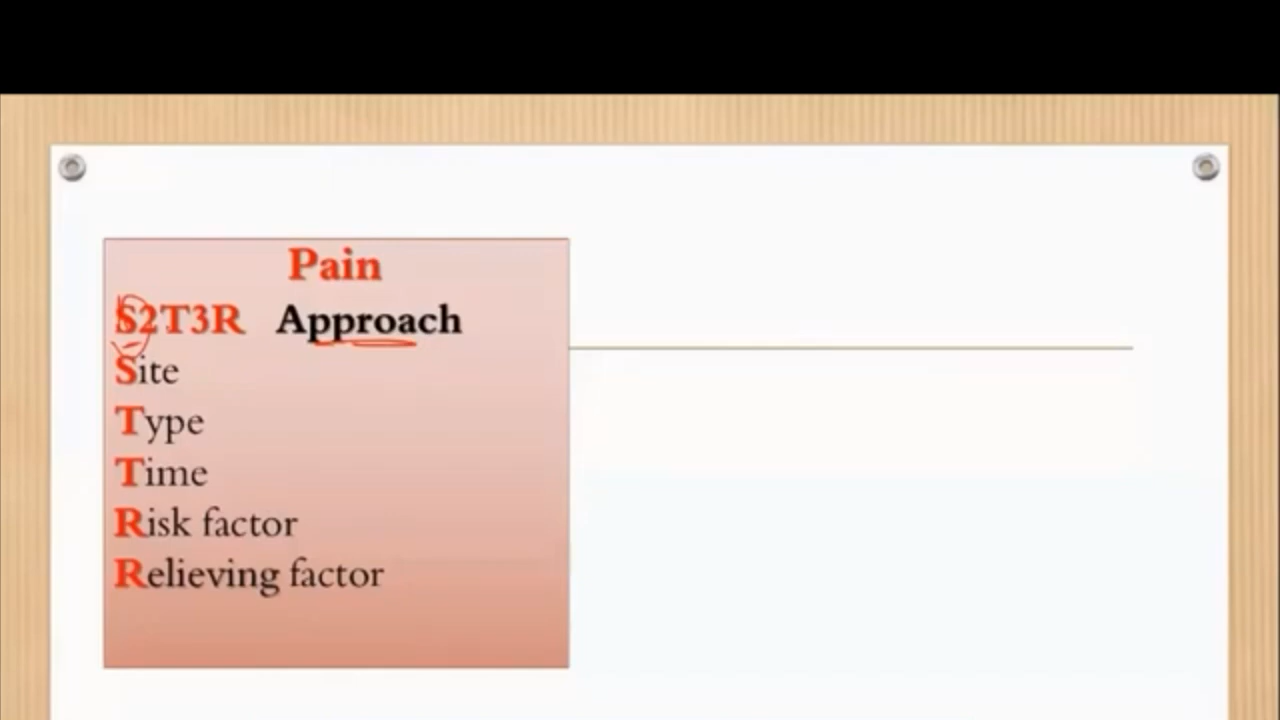 Pain
S2T3R Approach
Site
Type
Time
Risk factor
Relieving factor